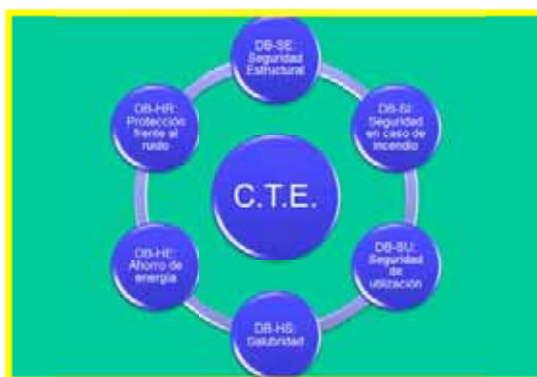 DB-SE:
Seguridad
Estructural
DB-HR:
Protección
frente al
ruido
DB-SI:
Seguridad
en caso de
incendio
C.T.E.
DB-HE:
Ahorro de
energía
DB-SU:
Seguridad
de
utilización
DB-HS:
Salubridad